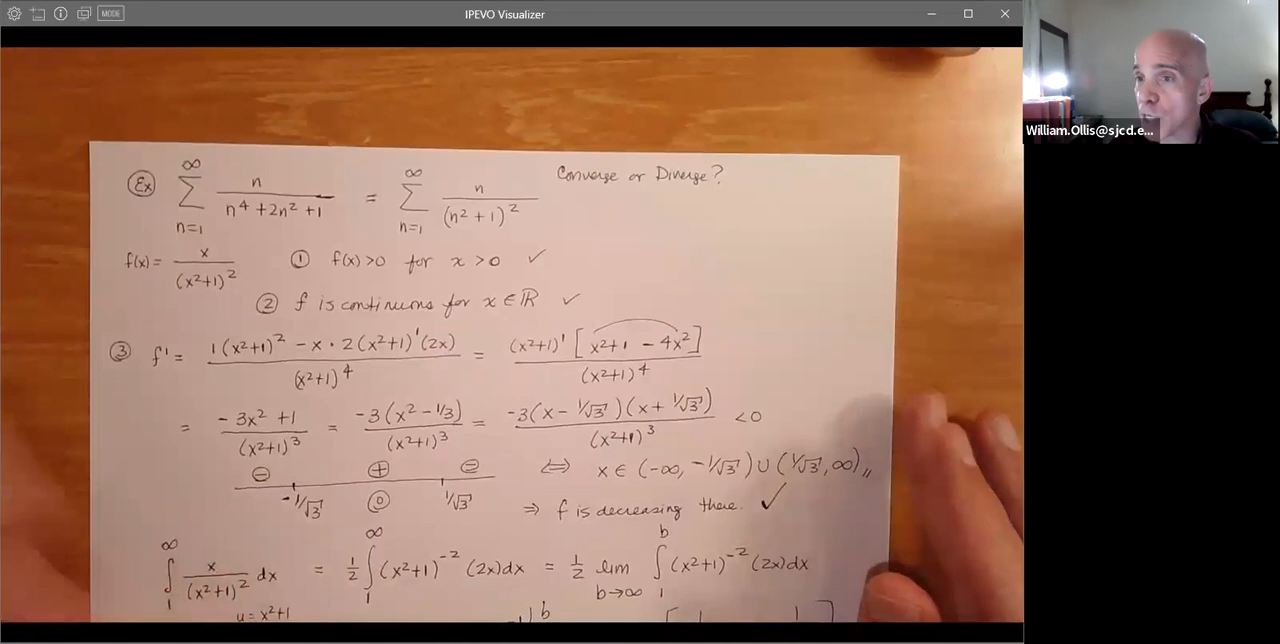 MODE
IPEVO Visualizer
William.Ollis@sjcd.e...
Ex ∑_{n=1}^{∞} n/(n⁴+2n²+1) = ∑_{n=1}^{∞} n/(n²+1)² Converge or Diverge?
f(x) = x/(x²+1)² ① f(x)>0 for x>0 ✓
② f is continuous for x∈ℝ ✓
③ f' = (1(x²+1)² - x·2(x²+1)'(2x))/(x²+1)⁴ = ((x²+1)'[x²+1 - 4x²])/(x²+1)⁴
= (-3x²+1)/(x²+1)³ = (-3(x²-1/3))/(x²+1)³ = (-3(x-1/√3)(x+1/√3))/(x²+1)³ <0
⊖ ⊕ ⊖ ⇔ x∈(-∞,-1/√3)∪(1/√3,∞)
-1/√3 ⓪ 1/√3 ⇒ f is decreasing there. ✓
∫_{1}^{∞} x/(x²+1)² dx = 1/2 ∫_{1}^{∞} (x²+1)⁻² (2x)dx = 1/2 lim_{b→∞} ∫_{1}^{b} (x²+1)⁻² (2x)dx
u = x²+1